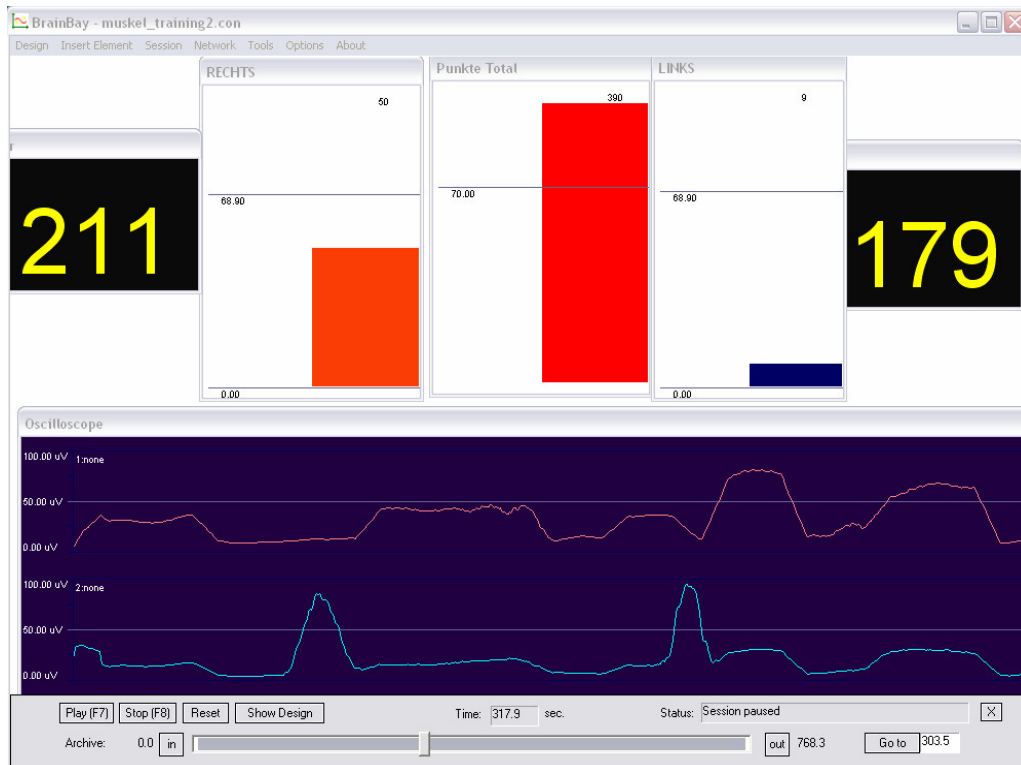 BrainBay - muskel_training2.con
Design Insert Element Session Network Tools Options About
RECHTS
50
68.90
0.00
Punkte Total
390
70.00
LINKS
9
68.90
0.00
r
211
179
Oscilloscope
100.00 uV
1:none
50.00 uV
0.00 uV
100.00 uV
2:none
50.00 uV
0.00 uV
Play (F7) Stop (F8) Reset Show Design Time: 317.9 sec. Status: Session paused X
Archive: 0.0 in out 768.3 Go to 303.5